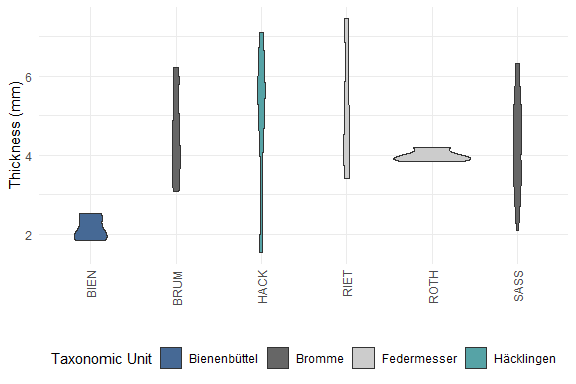 Thickness (mm)
6
4
2
BIEN
BRUM
HACK
RIET
ROTH
SASS
Taxonomic Unit Bienenbüttel Bromme Federmesser Häcklingen